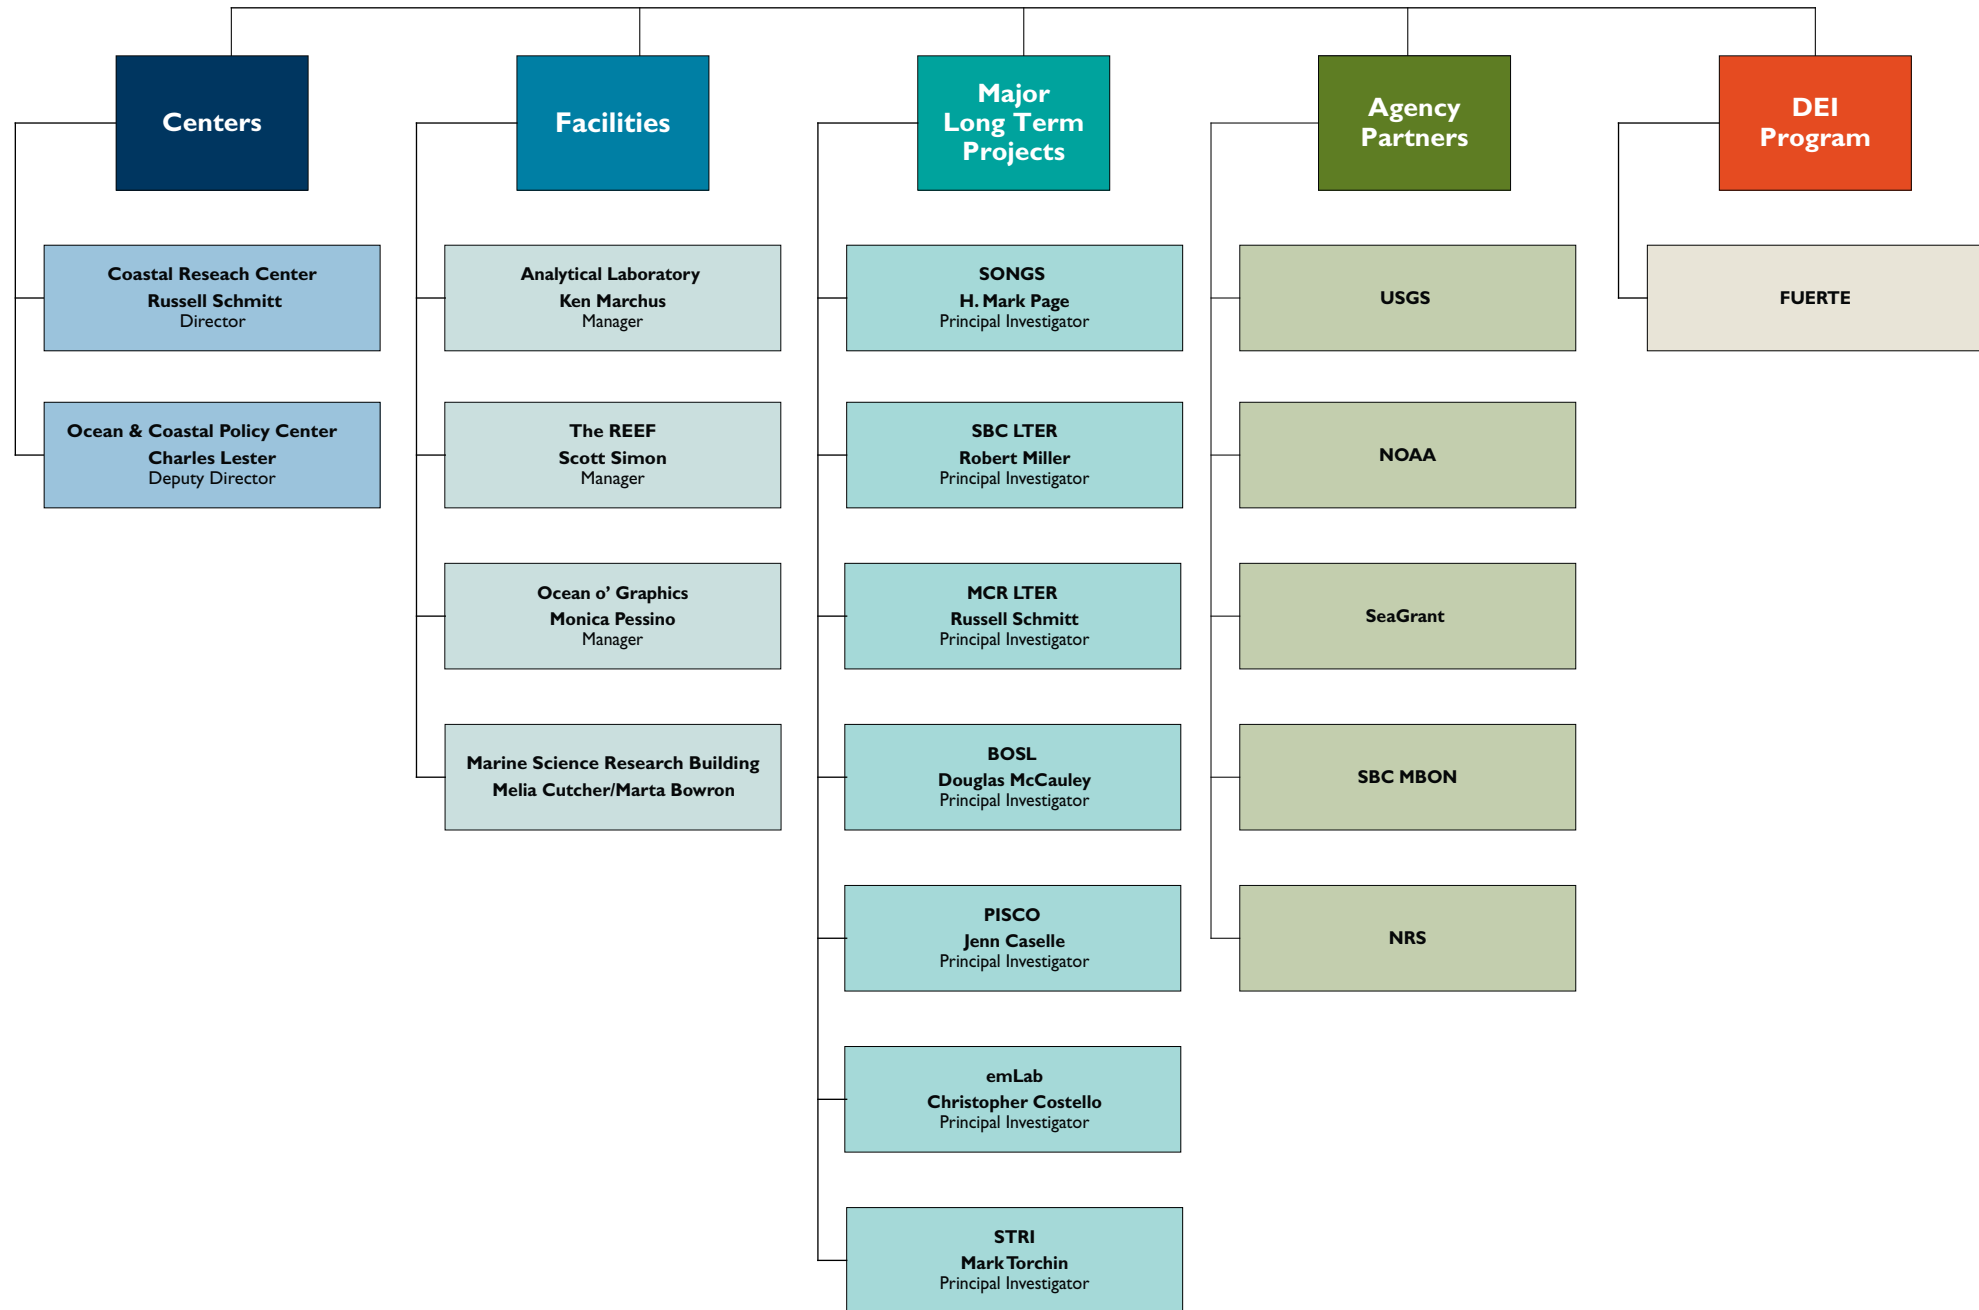 Centers
Coastal Reseach Center
Russell Schmitt
Director
Ocean & Coastal Policy Center
Charles Lester
Deputy Director
Facilities
Analytical Laboratory
Ken Marchus
Manager
The REEF
Scott Simon
Manager
Ocean o’ Graphics
Monica Pessino
Manager
Marine Science Research Building
Melia Cutcher/Marta Bowron
Major
Long Term
Projects
SONGS
H. Mark Page
Principal Investigator
SBC LTER
Robert Miller
Principal Investigator
MCR LTER
Russell Schmitt
Principal Investigator
BOSL
Douglas McCauley
Principal Investigator
PISCO
Jenn Caselle
Principal Investigator
emLab
Christopher Costello
Principal Investigator
STRI
Mark Torchin
Principal Investigator
Agency
Partners
USGS
NOAA
SeaGrant
SBC MBON
NRS
DEI
Program
FUERTE